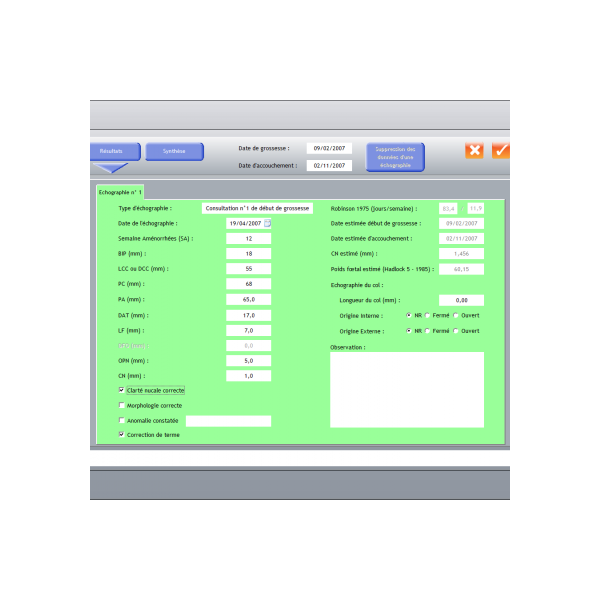 Résultats
Synthèse
Date de grossesse : 09/02/2007
Date d'accouchement : 02/11/2007
Suppression des
données d'une
échographie
Echographie n° 1
Type d'échographie : Consultation n°1 de début de grossesse
Date de l'échographie : 19/04/2007
Semaine Aménorrhées (SA) : 12
BIP (mm) : 18
LCC ou DCC (mm) : 55
PC (mm) : 68
PA (mm) : 65,0
DAT (mm) : 17,0
LF (mm) : 7,0
0,0
OPN (mm) : 5,0
CN (mm) : 1,0
Clarté nucale correcte
Morphologie correcte
Anomalie constatée
Correction de terme
Robinson 1975 (jours/semaine) : 83,4 11,9
Date estimée début de grossesse : 09/02/2007
Date estimée d'accouchement : 02/11/2007
CN estimé (mm) : 1,456
Poids fœtal estimé (Hadlock 5 - 1985) : 60,15
Echographie du col :
Longueur du col (mm) : 0,00
Origine Interne : NR Fermé Ouvert
Origine Externe : NR Fermé Ouvert
Observation :